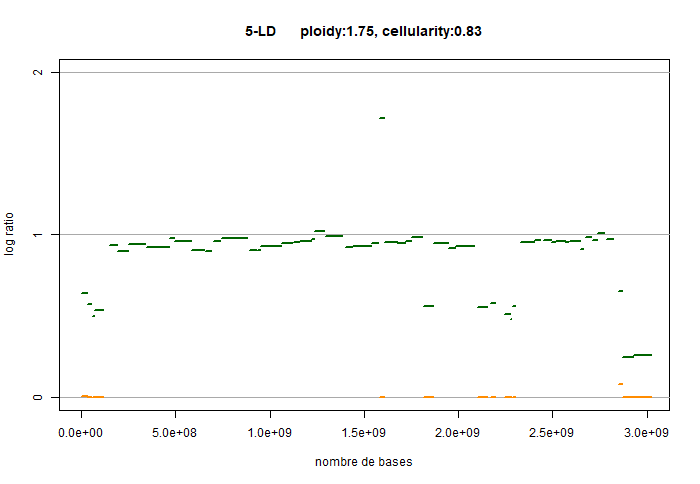 5-LD ploidy:1.75, cellularity:0.83
2
1
0
log ratio
0.0e+00 5.0e+08 1.0e+09 1.5e+09 2.0e+09 2.5e+09 3.0e+09
nombre de bases